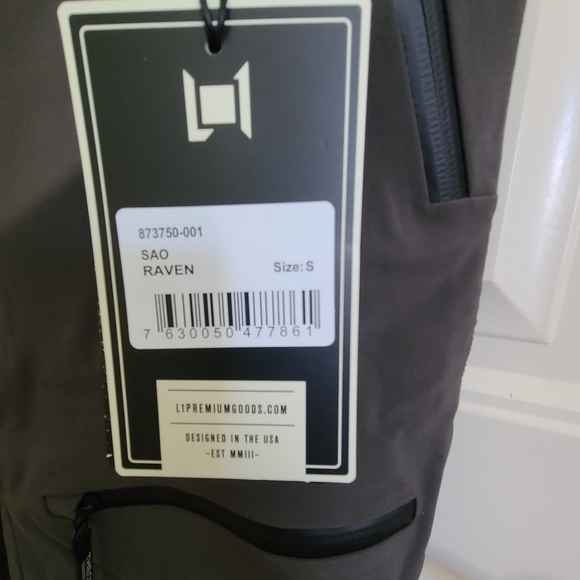 873750-001
SAO
RAVEN Size: S
7 630050 477861
L1PREMIUMGOODS.COM
DESIGNED IN THE USA
-EST MMIII-